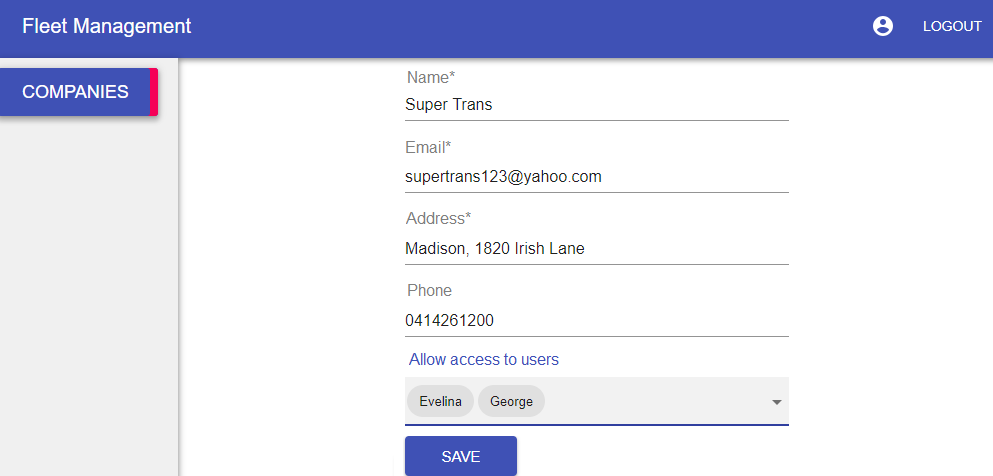 Fleet Management
LOGOUT
COMPANIES
Name*
Super Trans
Email*
supertrans123@yahoo.com
Address*
Madison, 1820 Irish Lane
Phone
0414261200
Allow access to users
Evelina George
SAVE